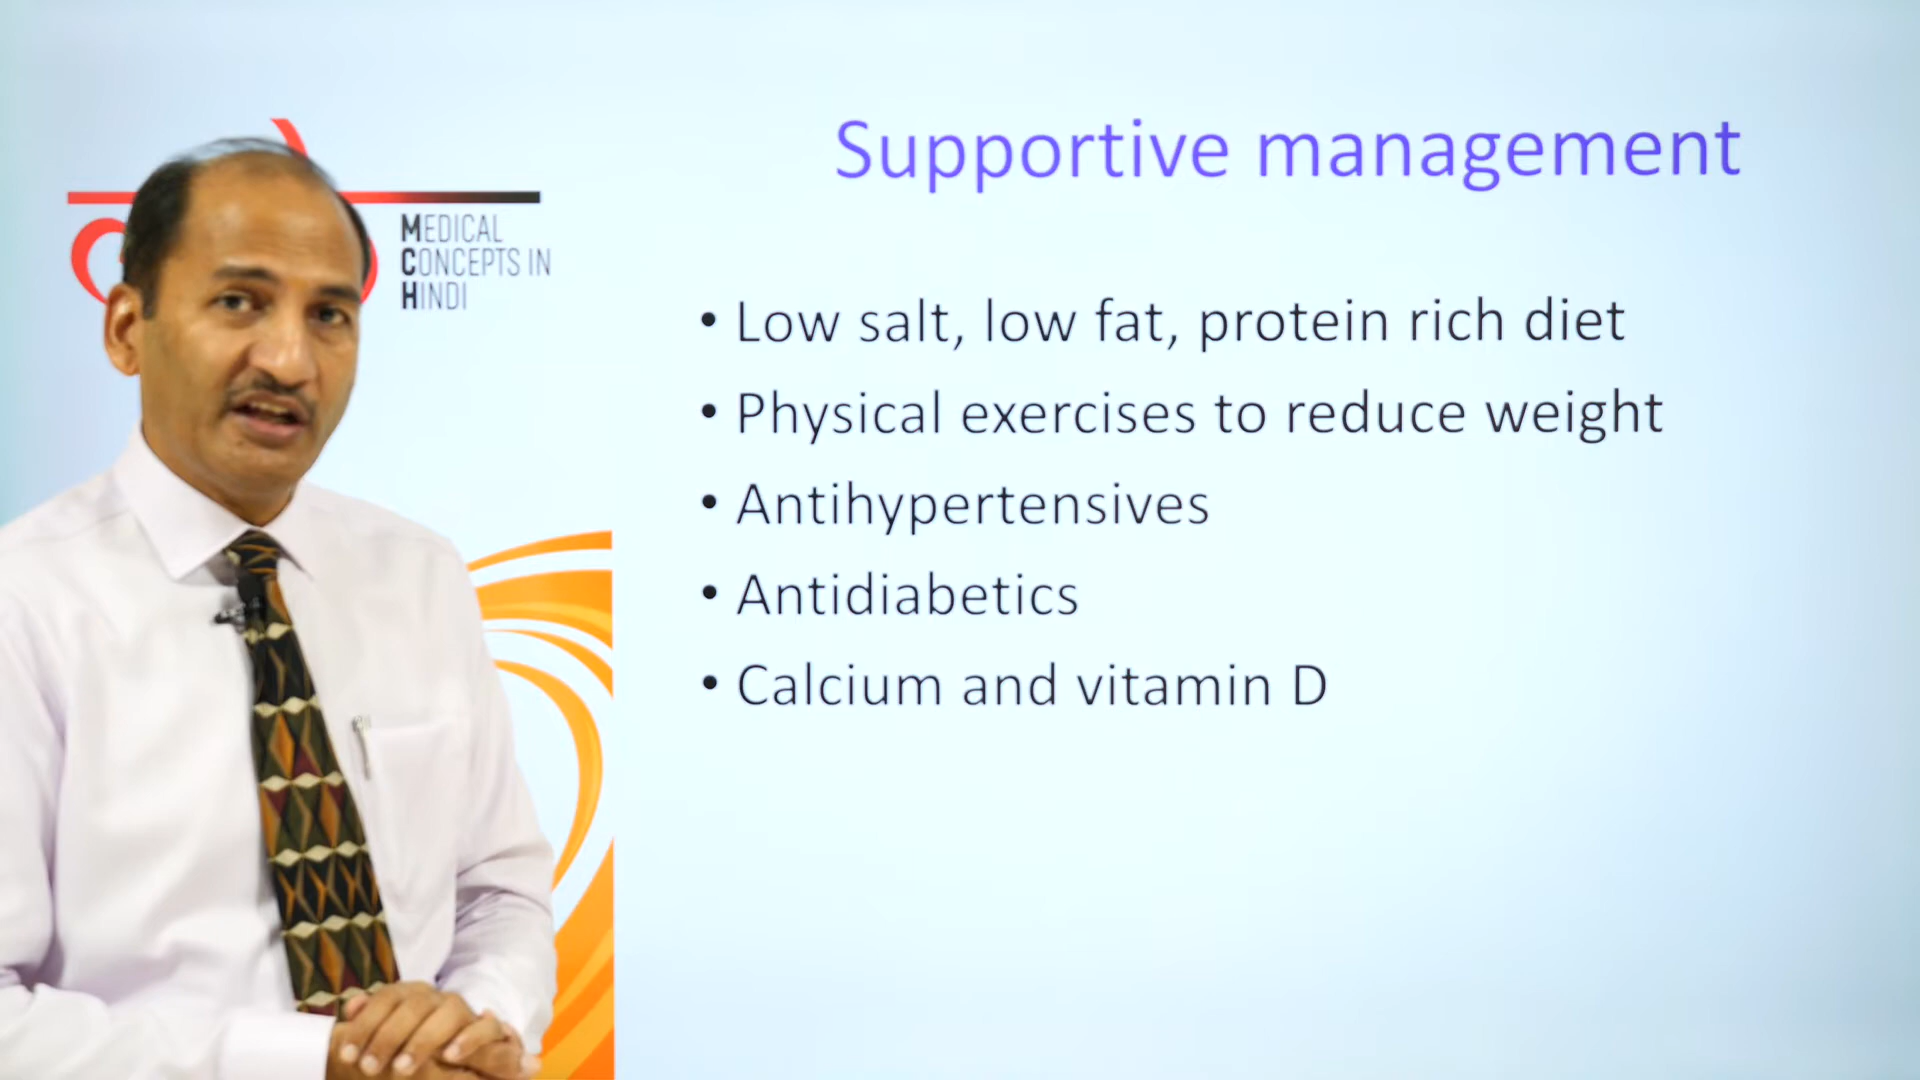 MEDICAL
CONCEPTS IN
HINDI
Supportive management
• Low salt, low fat, protein rich diet
• Physical exercises to reduce weight
• Antihypertensives
• Antidiabetics
• Calcium and vitamin D